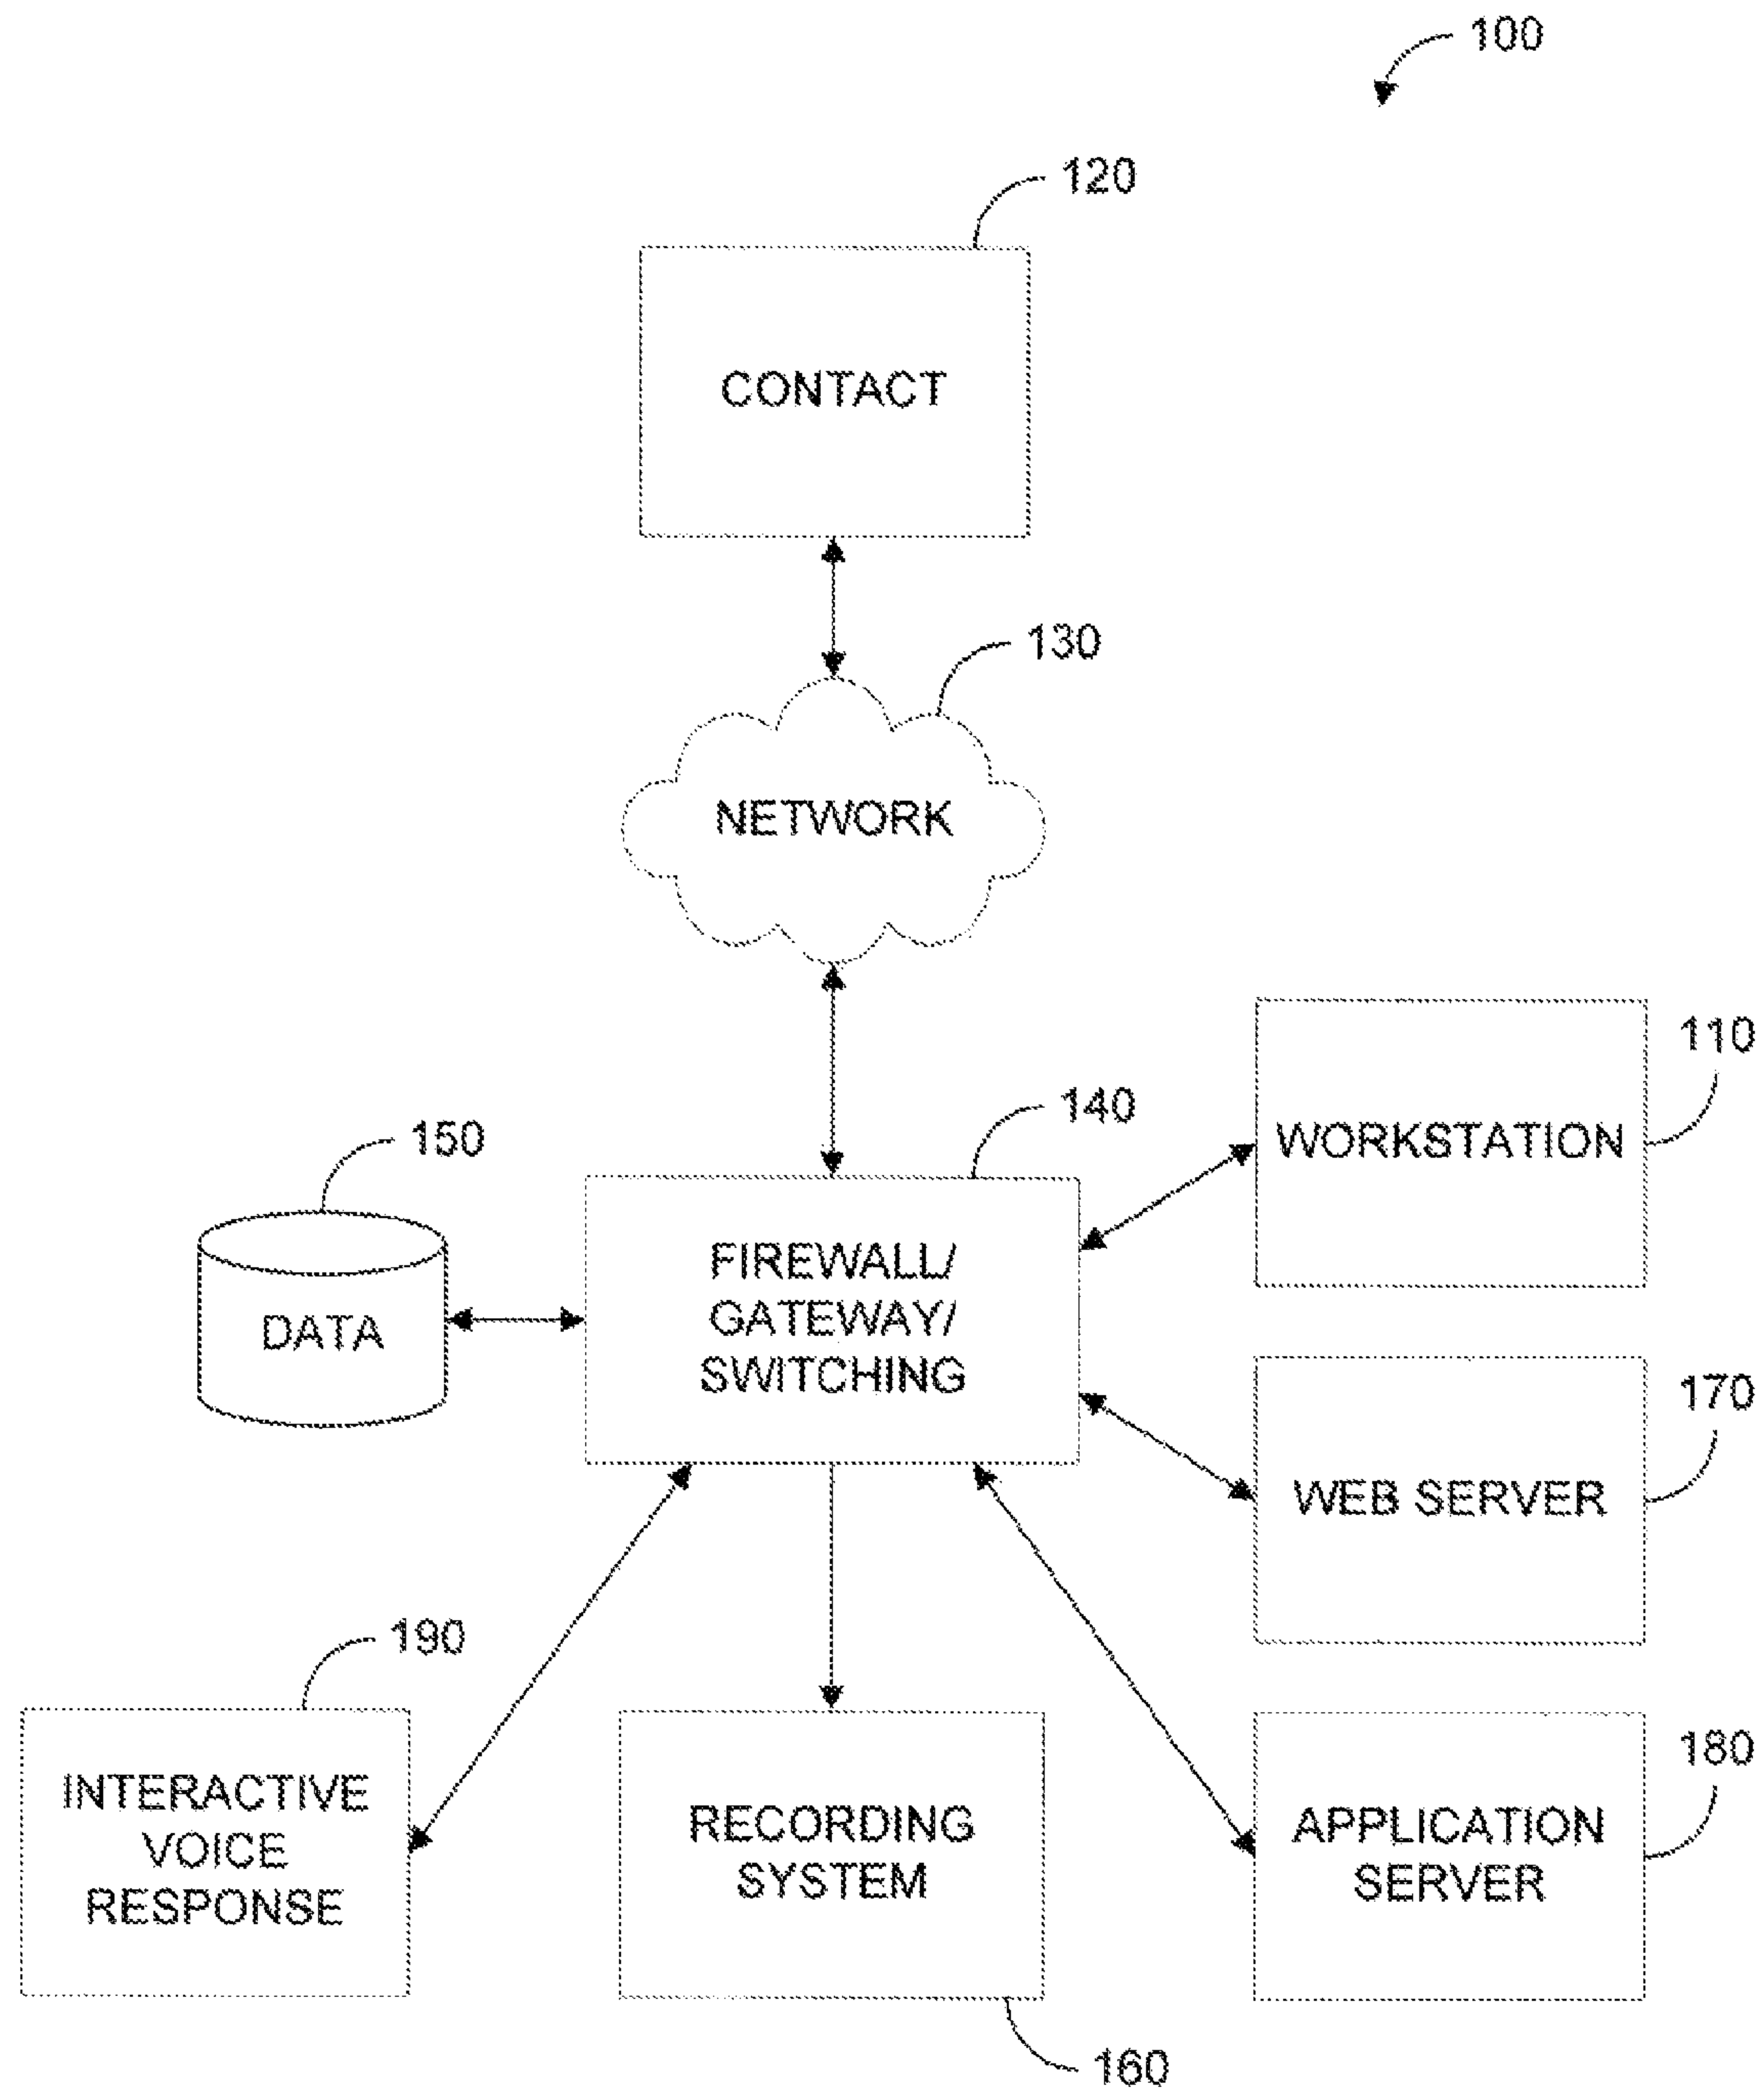 100
120
CONTACT
130
NETWORK
110
WORKSTATION
140
150
FIREWALL/
GATEWAY/
SWITCHING
DATA
170
WEB SERVER
190
INTERACTIVE
VOICE
RESPONSE
RECORDING
SYSTEM
180
APPLICATION
SERVER
160